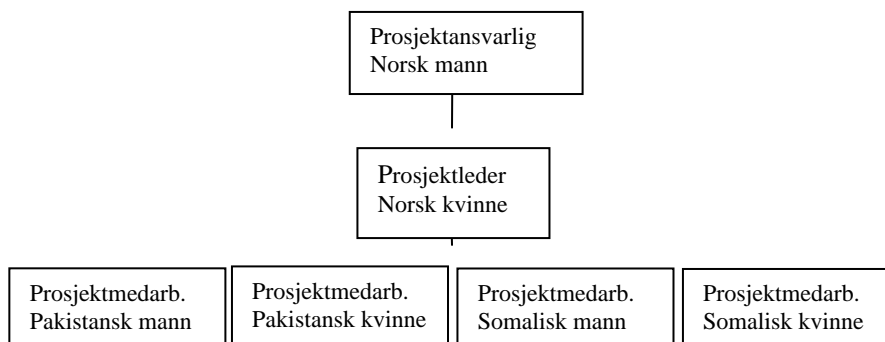 Prosjektansvarlig
Norsk mann
Prosjektleder
Norsk kvinne
Prosjektmedarb.
Pakistansk mann
Prosjektmedarb.
Pakistansk kvinne
Prosjektmedarb.
Somalisk mann
Prosjektmedarb.
Somalisk kvinne